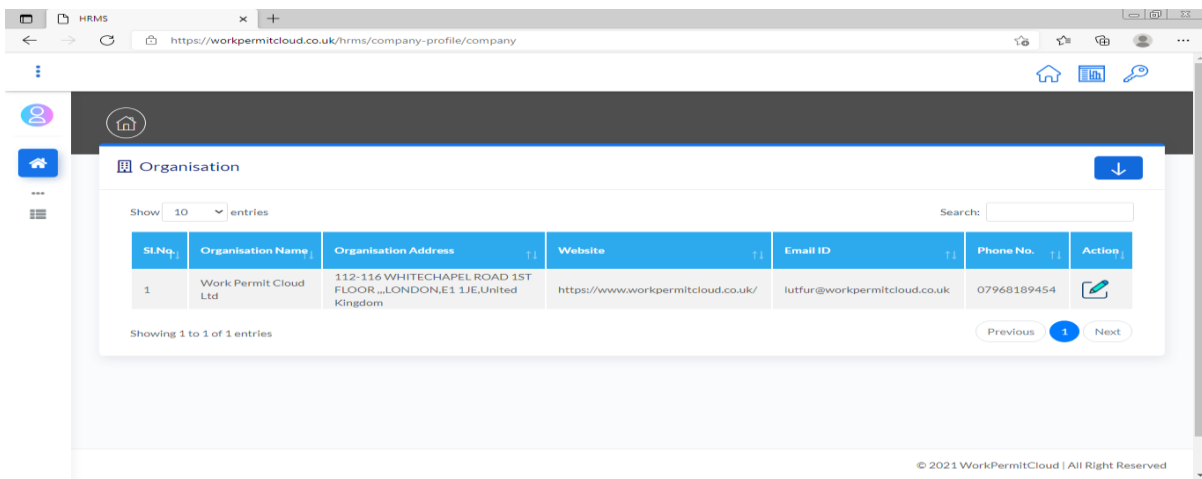 HRMS
https://workpermitcloud.co.uk/hrms/company-profile/company
Organisation
Show 10 entries
Search:
Sl.No. Organisation Name Organisation Address Website Email ID Phone No. Action
1 Work Permit Cloud Ltd 112-116 WHITECHAPEL ROAD 1ST FLOOR ,,,LONDON,E1 1JE,United Kingdom https://www.workpermitcloud.co.uk/ lutfur@workpermitcloud.co.uk 07968189454
Showing 1 to 1 of 1 entries
Previous 1 Next
© 2021 WorkPermitCloud | All Right Reserved